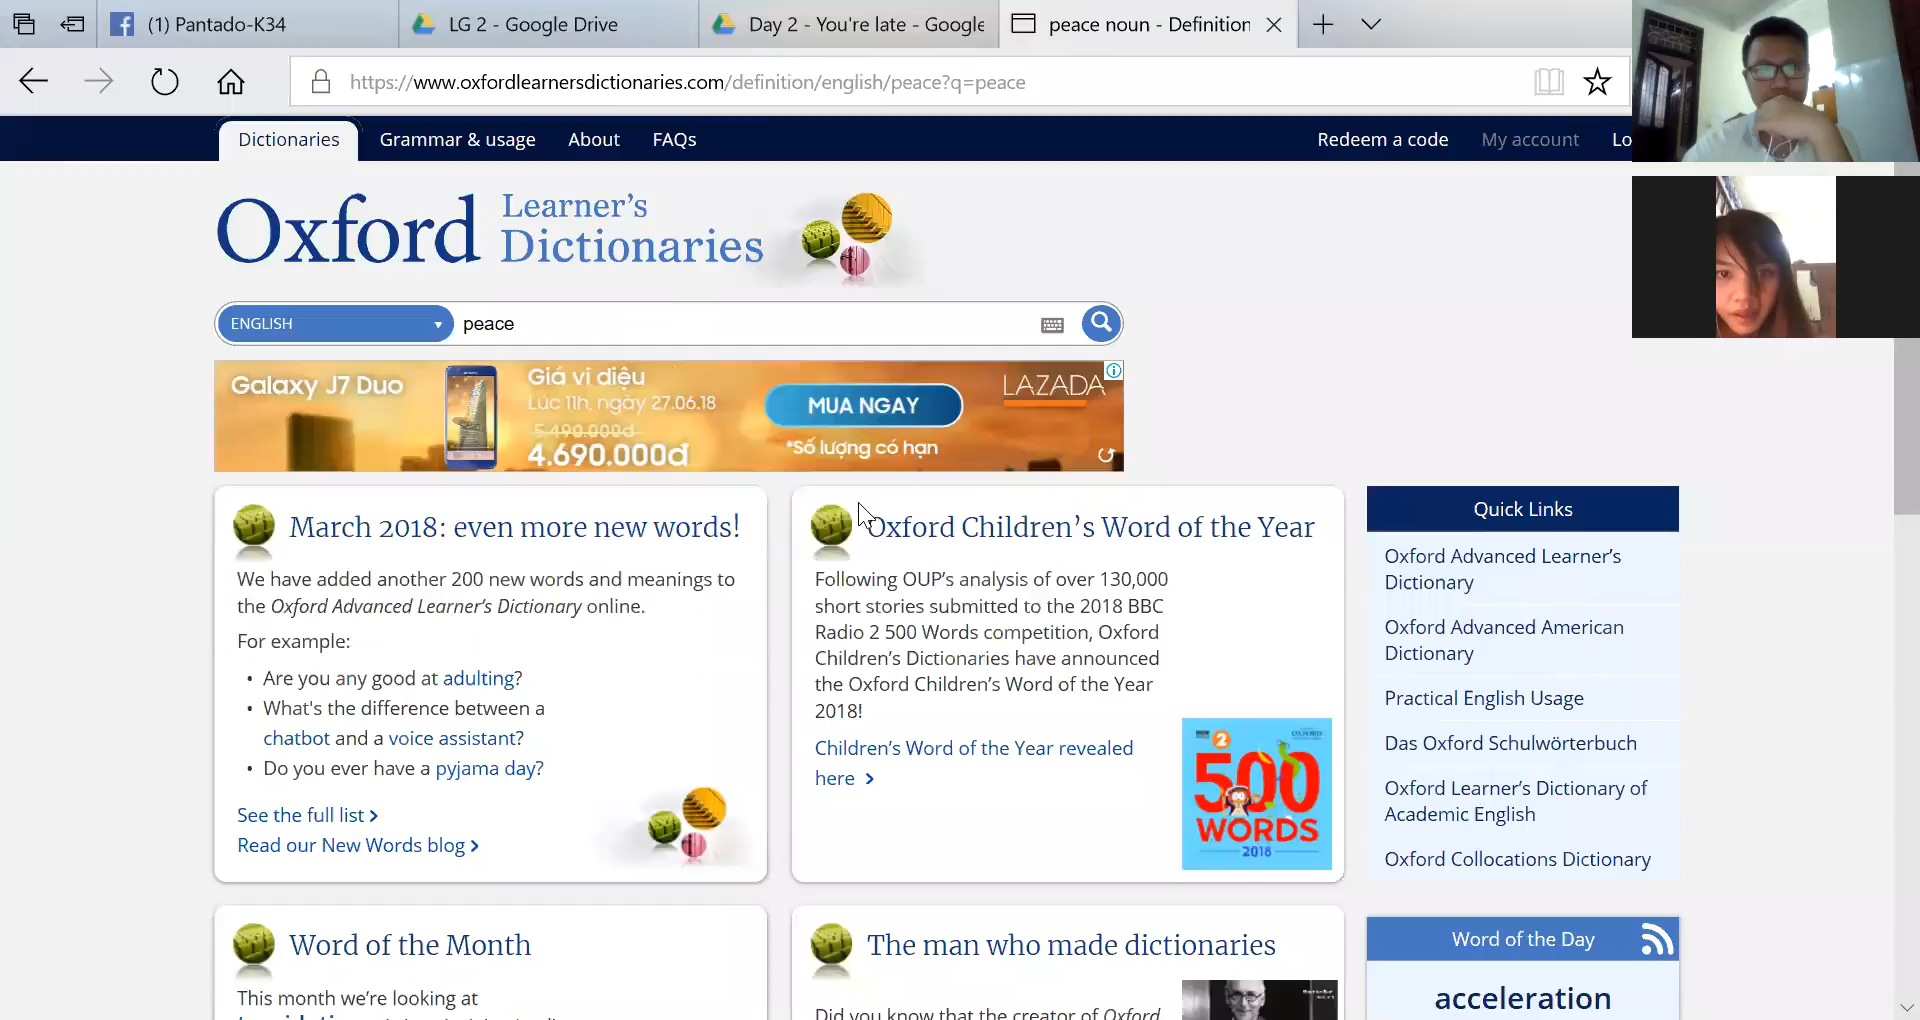 (1) Pantado-K34
LG 2 - Google Drive
Day 2 - You're late - Google
peace noun - Definition
https://www.oxfordlearnersdictionaries.com/definition/english/peace?q=peace
Dictionaries
Grammar & usage
About
FAQs
Redeem a code
My account
Lo
Oxford
Learner's
Dictionaries
ENGLISH
peace
Galaxy J7 Duo
Giá vi diệu
Lúc 11h, ngày 27.06.18
5.490.000đ
4.690.000đ
MUA NGAY
*Số lượng có hạn
LAZADA
March 2018: even more new words!
We have added another 200 new words and meanings to
the Oxford Advanced Learner's Dictionary online.
For example:
• Are you any good at adulting?
• What's the difference between a
chatbot and a voice assistant?
• Do you ever have a pyjama day?
See the full list
Read our New Words blog
Oxford Children's Word of the Year
Following OUP's analysis of over 130,000
short stories submitted to the 2018 BBC
Radio 2 500 Words competition, Oxford
Children's Dictionaries have announced
the Oxford Children's Word of the Year
2018!
Children's Word of the Year revealed
here
2
OXFORD
500
WORDS
2018
Quick Links
Oxford Advanced Learner's
Dictionary
Oxford Advanced American
Dictionary
Practical English Usage
Das Oxford Schulwörterbuch
Oxford Learner's Dictionary of
Academic English
Oxford Collocations Dictionary
Word of the Month
This month we're looking at
The man who made dictionaries
Did you know that the creator of Oxford
Word of the Day
acceleration